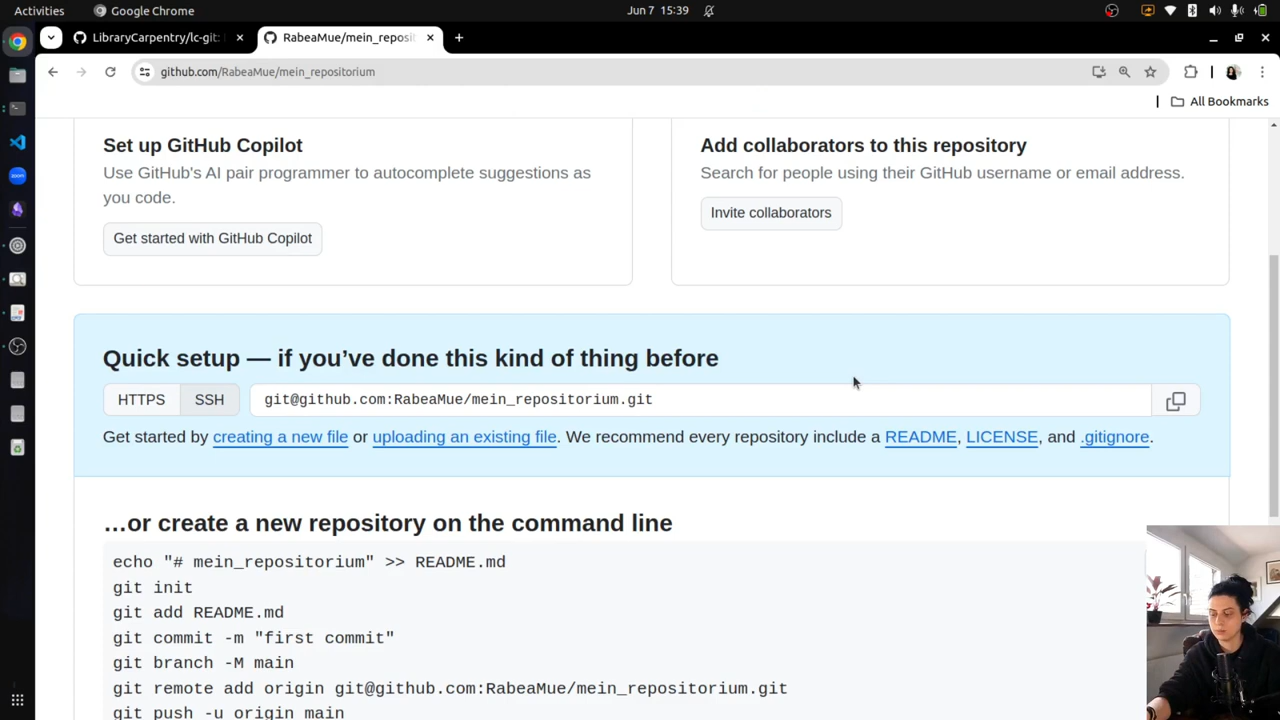 Activities
Google Chrome
Jun 7 15:39
LibraryCarpentry/lc-git:
RabeaMue/mein_reposit
github.com/RabeaMue/mein_repositorium
All Bookmarks
Set up GitHub Copilot
Use GitHub's AI pair programmer to autocomplete suggestions as
you code.
Get started with GitHub Copilot
Add collaborators to this repository
Search for people using their GitHub username or email address.
Invite collaborators
Quick setup — if you’ve done this kind of thing before
HTTPS
SSH
git@github.com:RabeaMue/mein_repositorium.git
Get started by creating a new file or uploading an existing file. We recommend every repository include a README, LICENSE, and .gitignore.
…or create a new repository on the command line
echo "# mein_repositorium" >> README.md
git init
git add README.md
git commit -m "first commit"
git branch -M main
git remote add origin git@github.com:RabeaMue/mein_repositorium.git
git push -u origin main
zoom